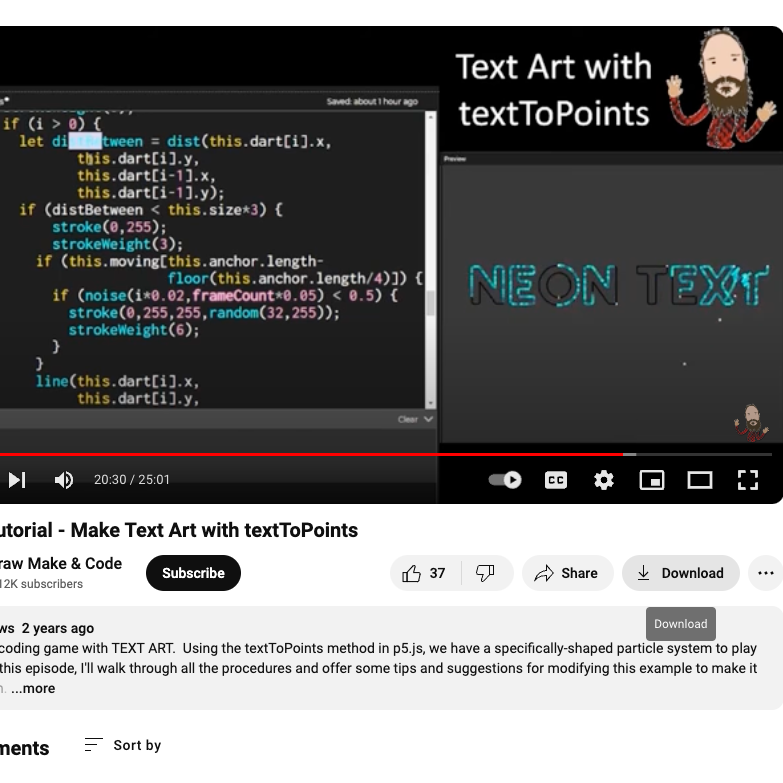 Text Art with
textToPoints
Saved: about 1 hour ago
if (i > 0) {
let distBetween = dist(this.dart[i].x,
this.dart[i].y,
this.dart[i-1].x,
this.dart[i-1].y);
if (distBetween < this.size*3) {
stroke(0,255);
strokeWeight(3);
if (this.moving[this.anchor.length-
floor(this.anchor.length/4)]) {
if (noise(i*0.02,frameCount*0.05) < 0.5) {
stroke(0,255,255,random(32,255));
strokeWeight(6);
}
}
line(this.dart[i].x,
this.dart[i].y,
Clear
Preview
NEON TEXT
20:30 / 25:01
CC
utorial - Make Text Art with textToPoints
raw Make & Code
12K subscribers
Subscribe
37
Share
Download
...
Download
ws 2 years ago
coding game with TEXT ART. Using the textToPoints method in p5.js, we have a specifically-shaped particle system to play
this episode, I'll walk through all the procedures and offer some tips and suggestions for modifying this example to make it
...more
ments
Sort by